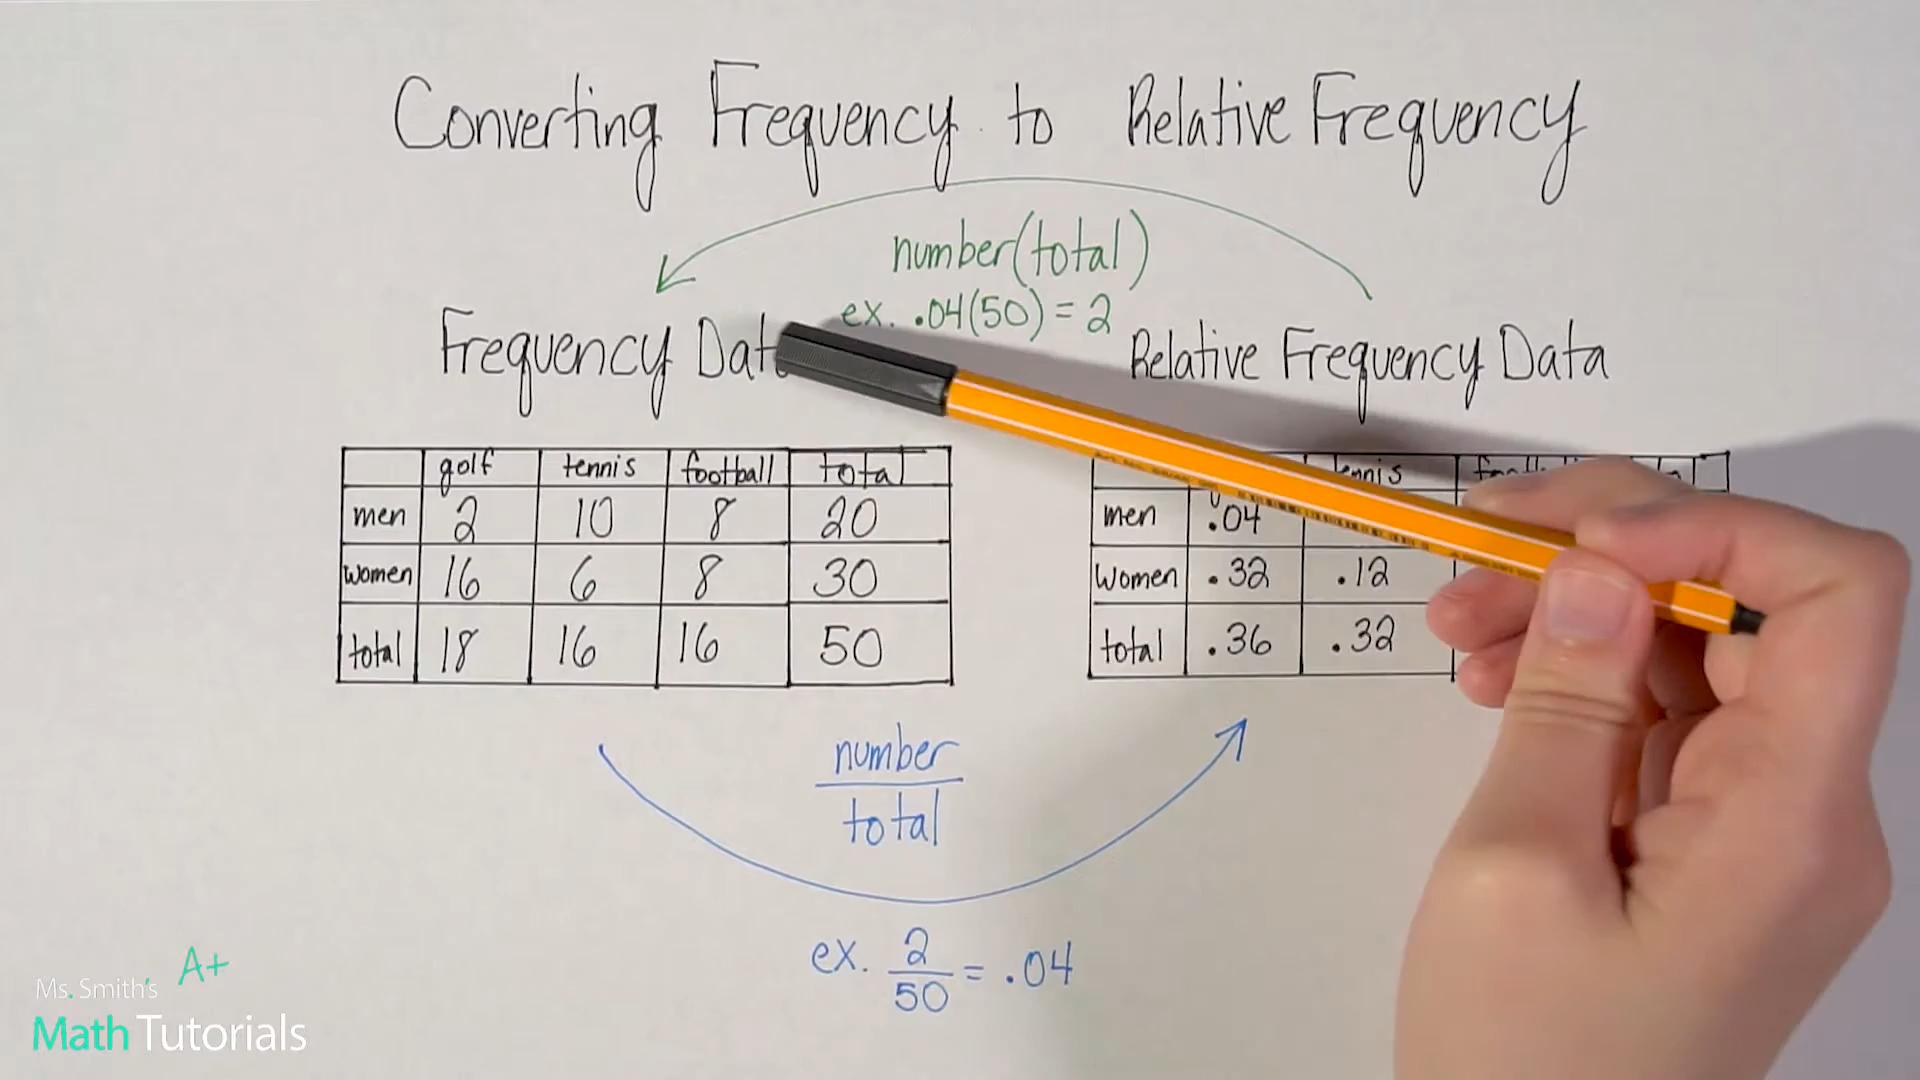 Converting Frequency to Relative Frequency
number(total)
ex. .04(50) = 2
Frequency
Relative Frequency Data
golf tennis football total
men 2 10 8 20
women 16 6 8 30
total 18 16 16 50
men .04
women .32 .12
total .36 .32
number
total
ex. 2/50 = .04
A+
Ms. Smith's
Math Tutorials